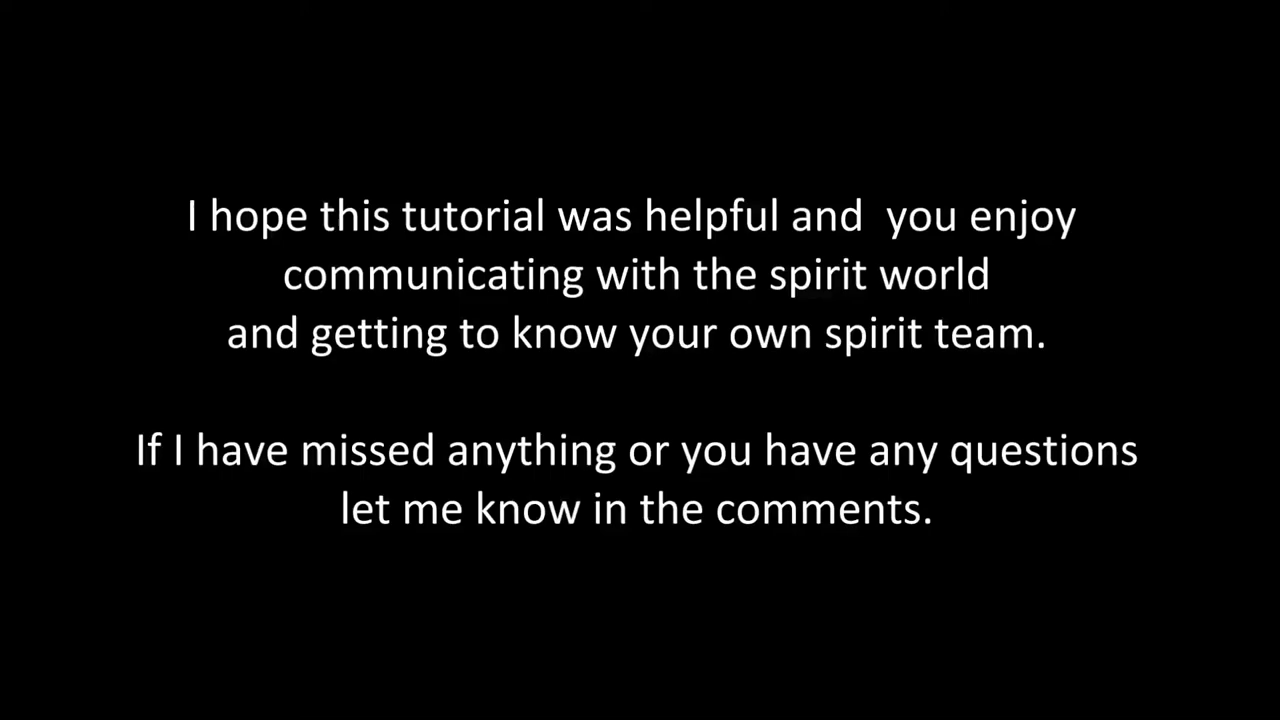 I hope this tutorial was helpful and  you enjoy
communicating with the spirit world
and getting to know your own spirit team.
If I have missed anything or you have any questions
let me know in the comments.